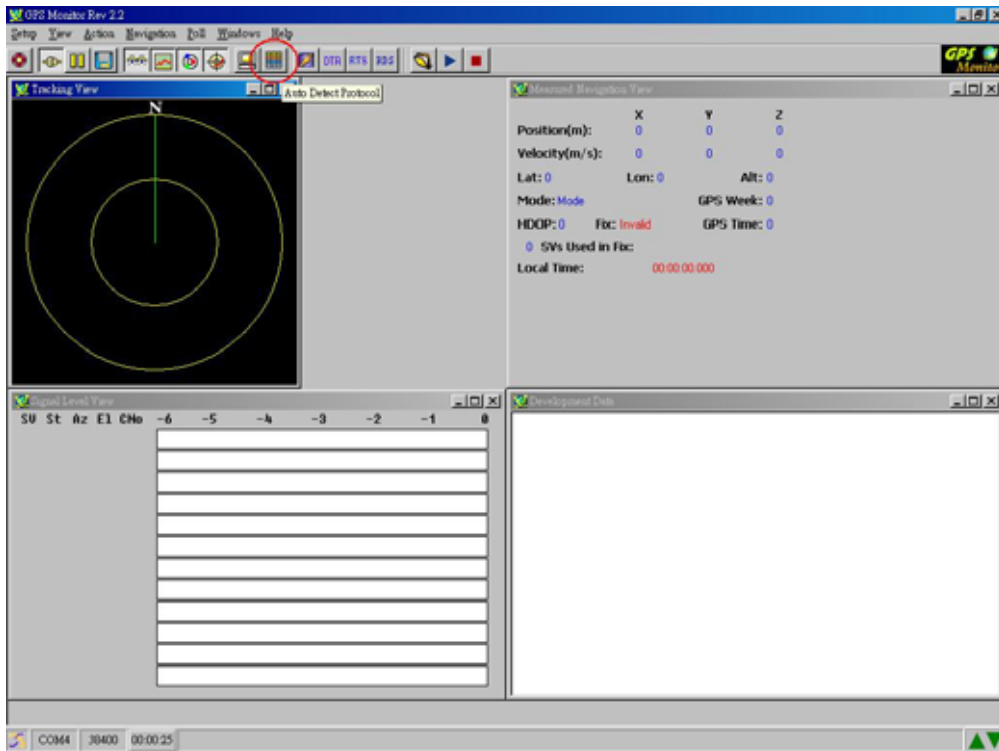 GPS Monitor Rev 2.2
Setup View Action Navigation Poll Windows Help
DTR RTS RDS
GPS Monitor
Auto Detect Protocol
Tracking View
N
Measured Navigation View
X Y Z
Position(m): 0 0 0
Velocity(m/s): 0 0 0
Lat: 0 Lon: 0 Alt: 0
Mode: Mode GPS Week: 0
HDOP: 0 Fix: Invalid GPS Time: 0
0 SVs Used in Fix:
Local Time: 00:00:00.000
Signal Level View
SV St Az El CNo -6 -5 -4 -3 -2 -1 0
Development Data
COM4 38400 00:00:25